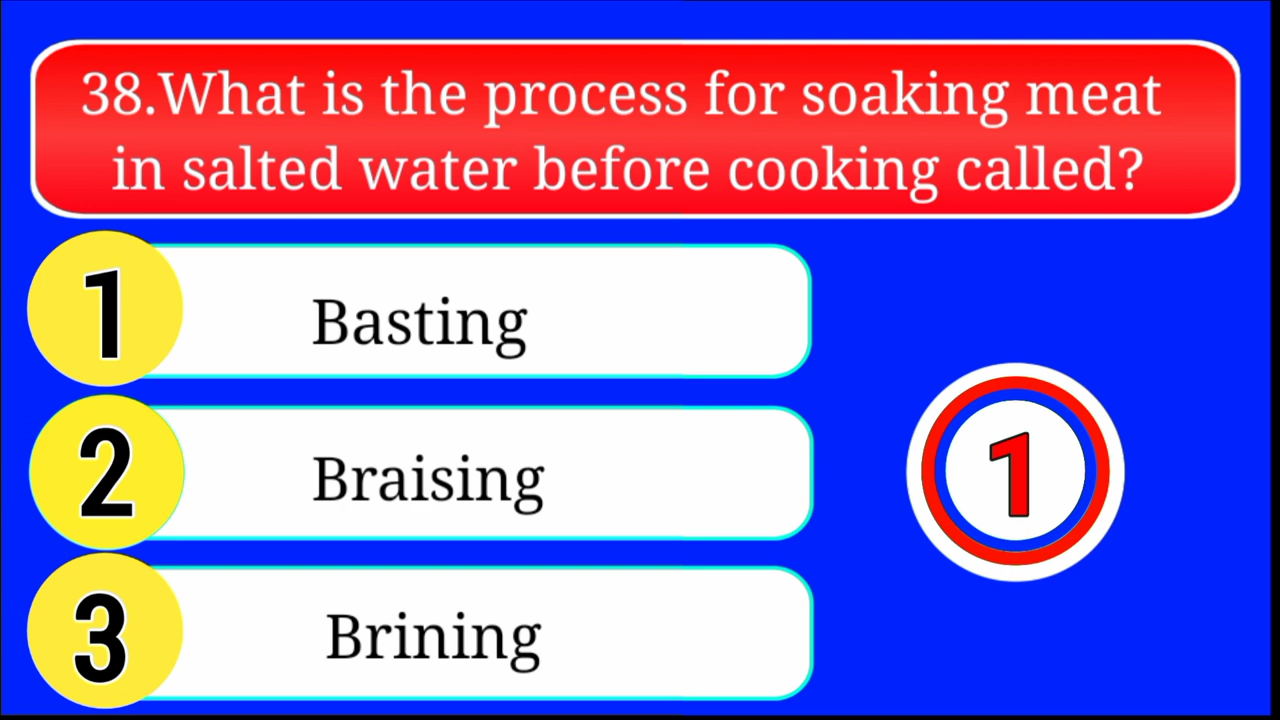 38.What is the process for soaking meat
in salted water before cooking called?
1
Basting
2
Braising
1
3
Brining